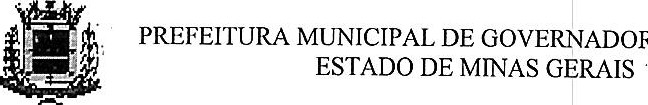 PREFEITURA MUNICIPAL DE GOVERNADOR
ESTADO DE MINAS GERAIS